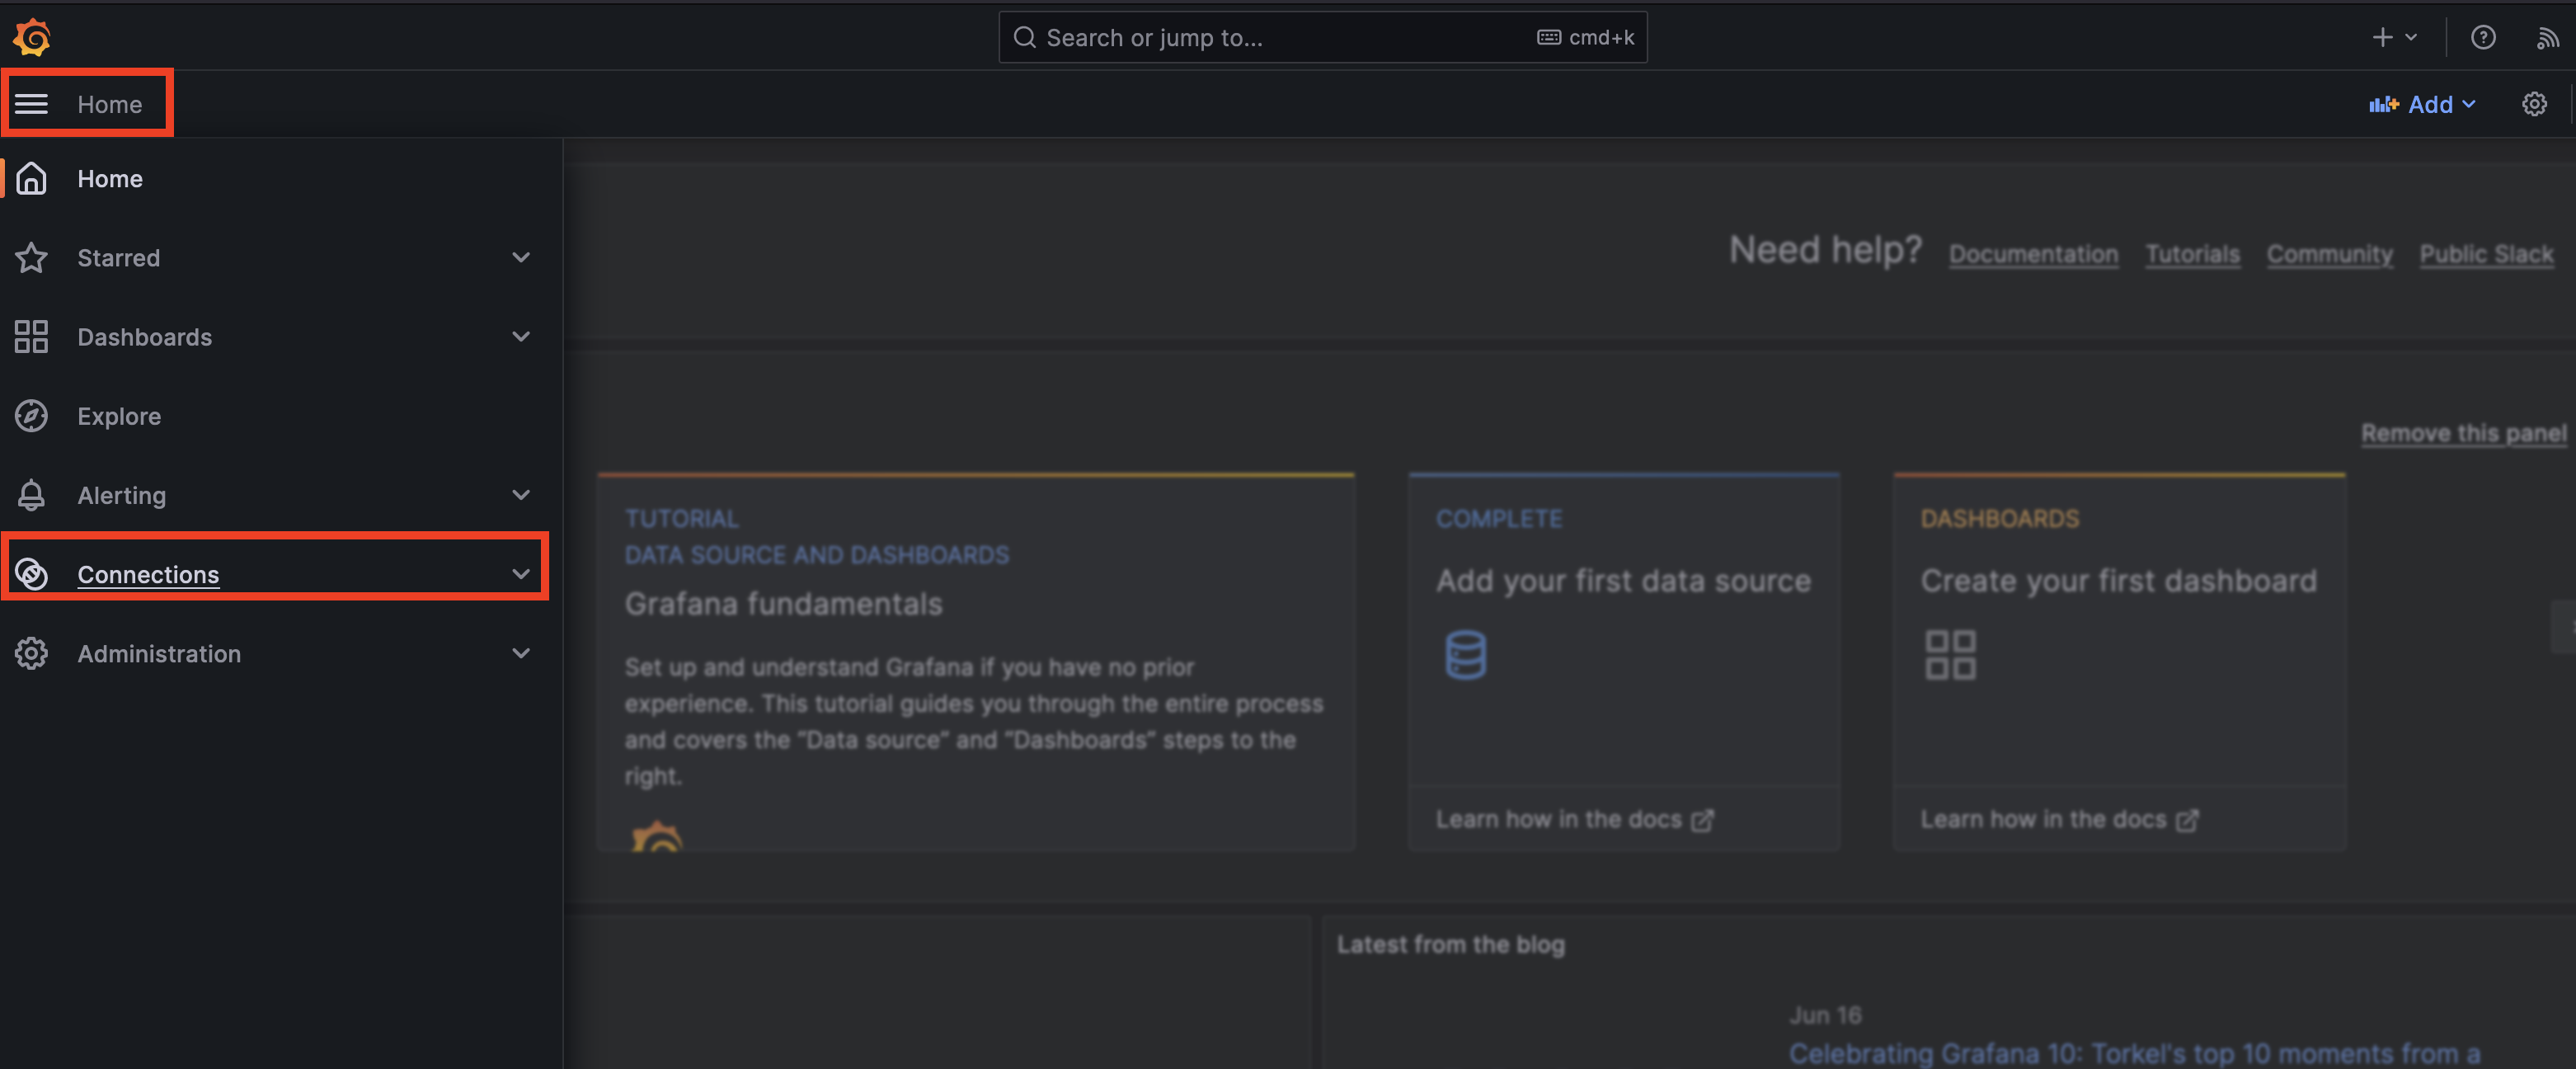 Search or jump to...
cmd+k
Home
Add
Home
Starred
Dashboards
Explore
Alerting
Connections
Administration
Need help?
Documentation
Tutorials
Community
Public Slack
Remove this panel
TUTORIAL
DATA SOURCE AND DASHBOARDS
Grafana fundamentals
Set up and understand Grafana if you have no prior
experience. This tutorial guides you through the entire process
and covers the "Data source" and "Dashboards" steps to the
right.
COMPLETE
Add your first data source
Learn how in the docs
DASHBOARDS
Create your first dashboard
Learn how in the docs
Latest from the blog
Jun 16
Celebrating Grafana 10: Torkel's top 10 moments from a